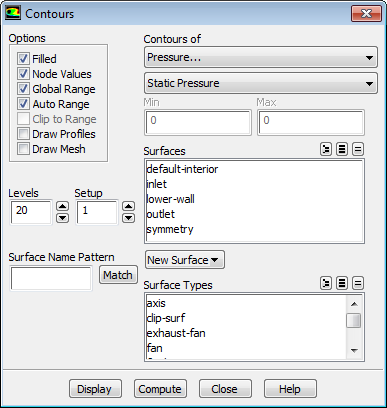 Contours
Options
Filled
Node Values
Global Range
Auto Range
Clip to Range
Draw Profiles
Draw Mesh
Levels
Setup
20
1
Surface Name Pattern
Match
Contours of
Pressure...
Static Pressure
Min
Max
0
0
Surfaces
default-interior
inlet
lower-wall
outlet
symmetry
New Surface
Surface Types
axis
clip-surf
exhaust-fan
fan
Display
Compute
Close
Help